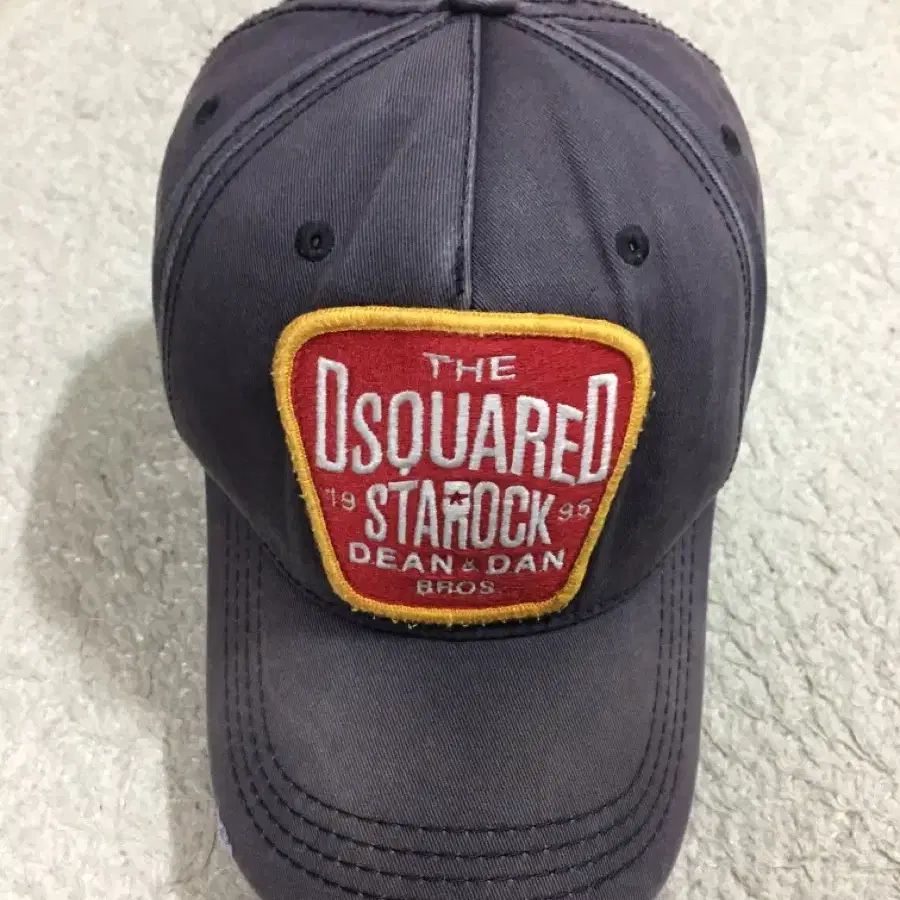 THE
DSQUARED
19 STAROCK 95
DEAN & DAN
BROS.